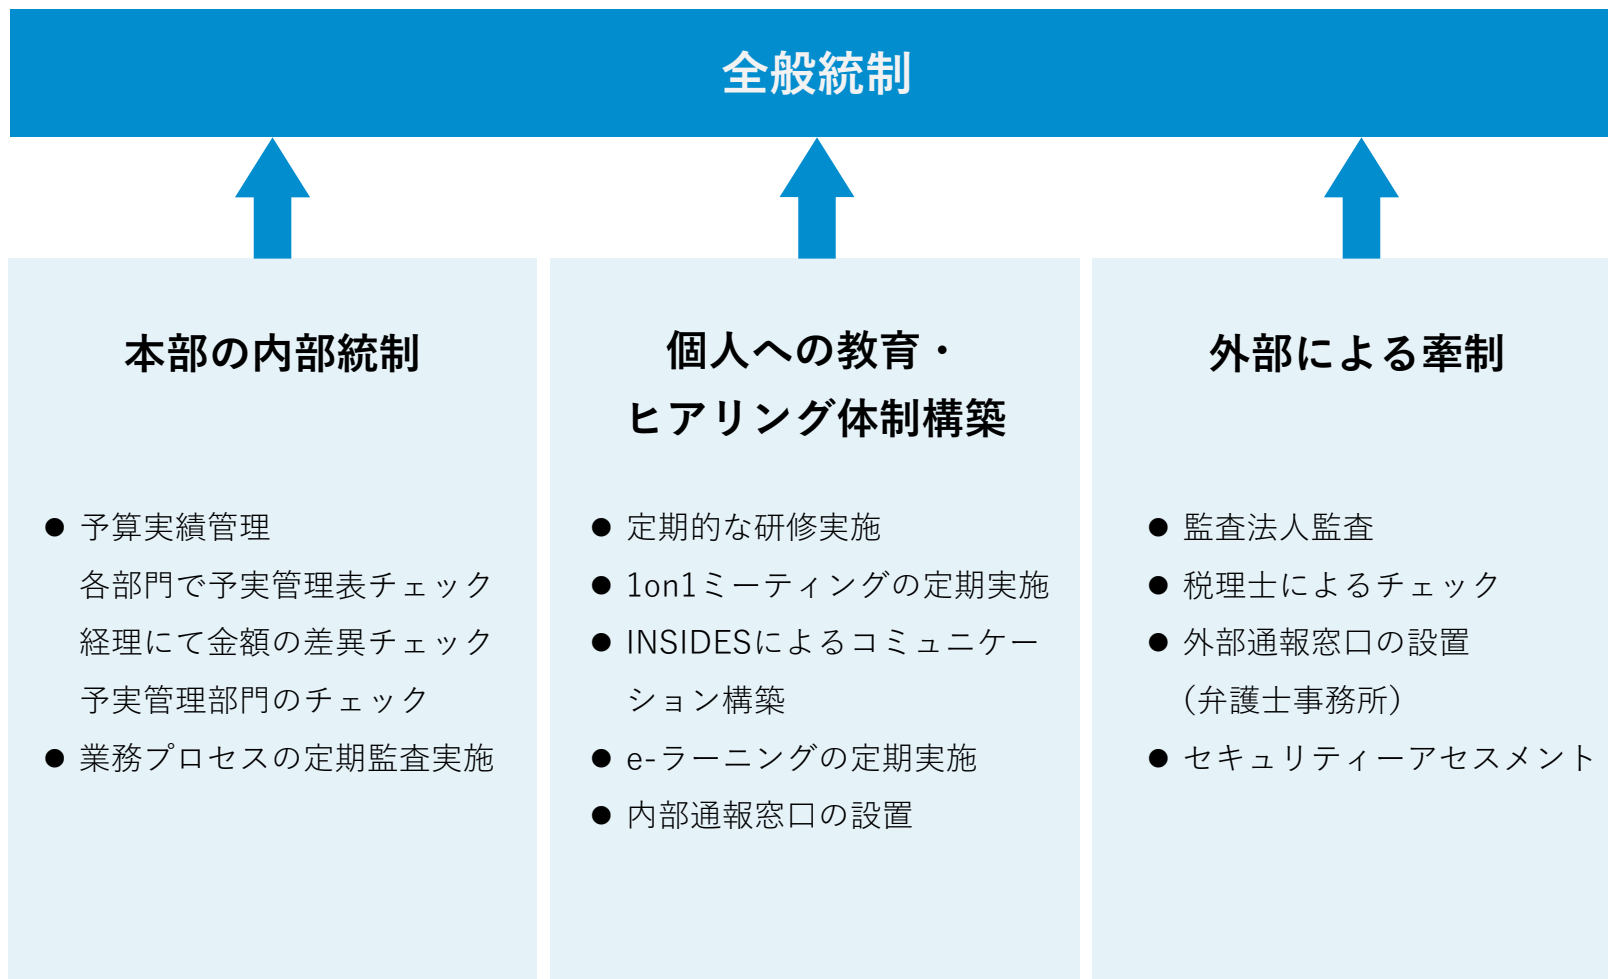 全般統制
本部の内部統制
● 予算実績管理
各部門で予実管理表チェック
経理にて金額の差異チェック
予実管理部門のチェック
● 業務プロセスの定期監査実施
個人への教育・
ヒアリング体制構築
● 定期的な研修実施
● 1on1ミーティングの定期実施
● INSIDESによるコミュニケー
ション構築
● e-ラーニングの定期実施
● 内部通報窓口の設置
外部による牽制
● 監査法人監査
● 税理士によるチェック
● 外部通報窓口の設置
(弁護士事務所)
● セキュリティーアセスメント